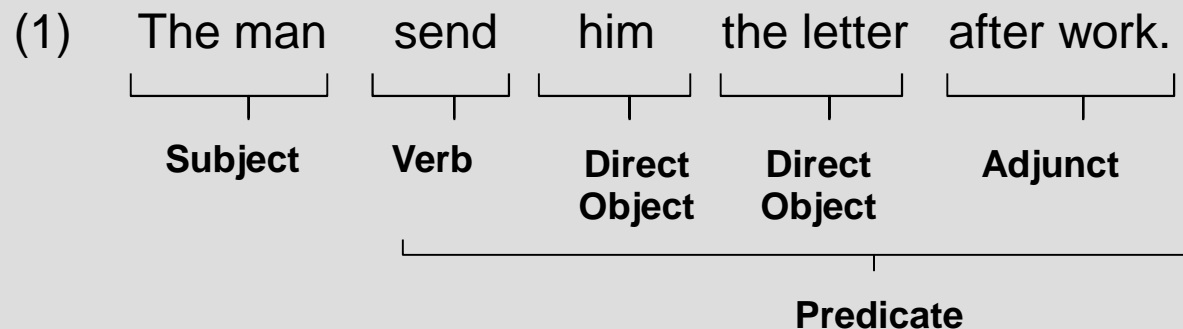 (1) The man send him the letter after work.
Subject Verb Direct Object Direct Object Adjunct
Predicate